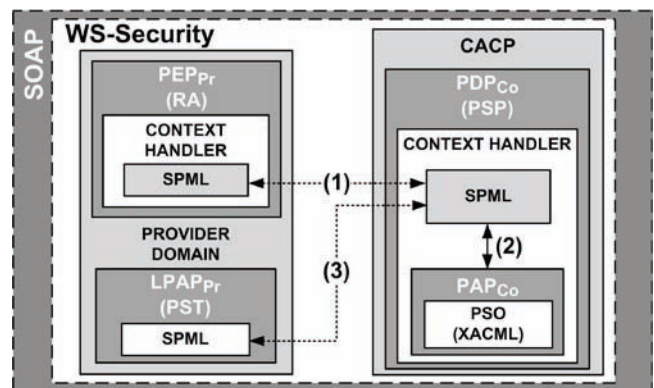 SOAP
WS-Security
PEPPr
(RA)
CONTEXT
HANDLER
SPML
PROVIDER
DOMAIN
LPAPPr
(PST)
SPML
(1)
(3)
CACP
PDPCo
(PSP)
CONTEXT HANDLER
SPML
(2)
PAPCo
PSO
(XACML)